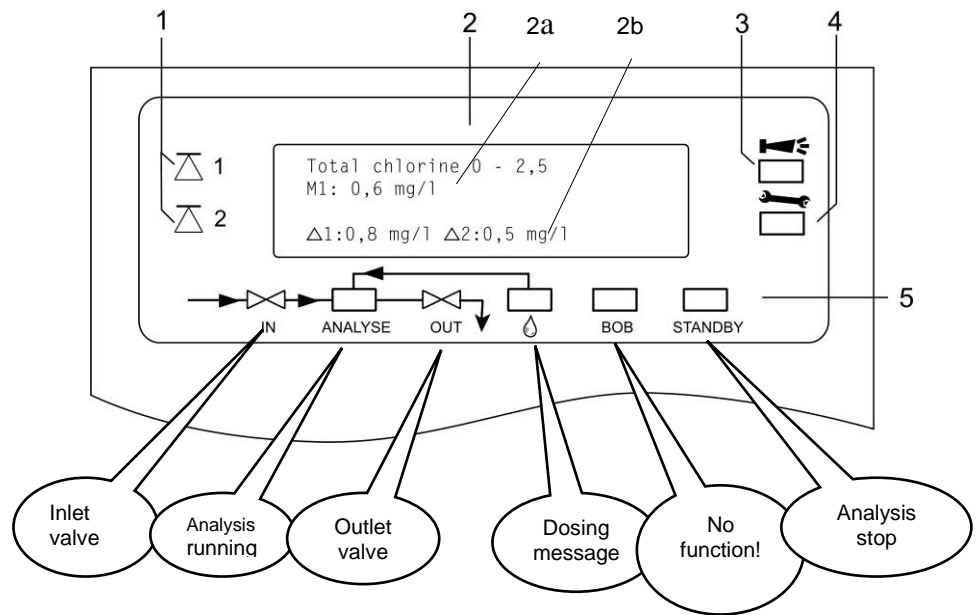 1
2
2a
2b
3
4
1
2
Total chlorine 0 - 2,5
M1: 0,6 mg/l
△1:0,8 mg/l △2:0,5 mg/l
5
IN
ANALYSE
OUT
BOB
STANDBY
Inlet
valve
Analysis
running
Outlet
valve
Dosing
message
No
function!
Analysis
stop